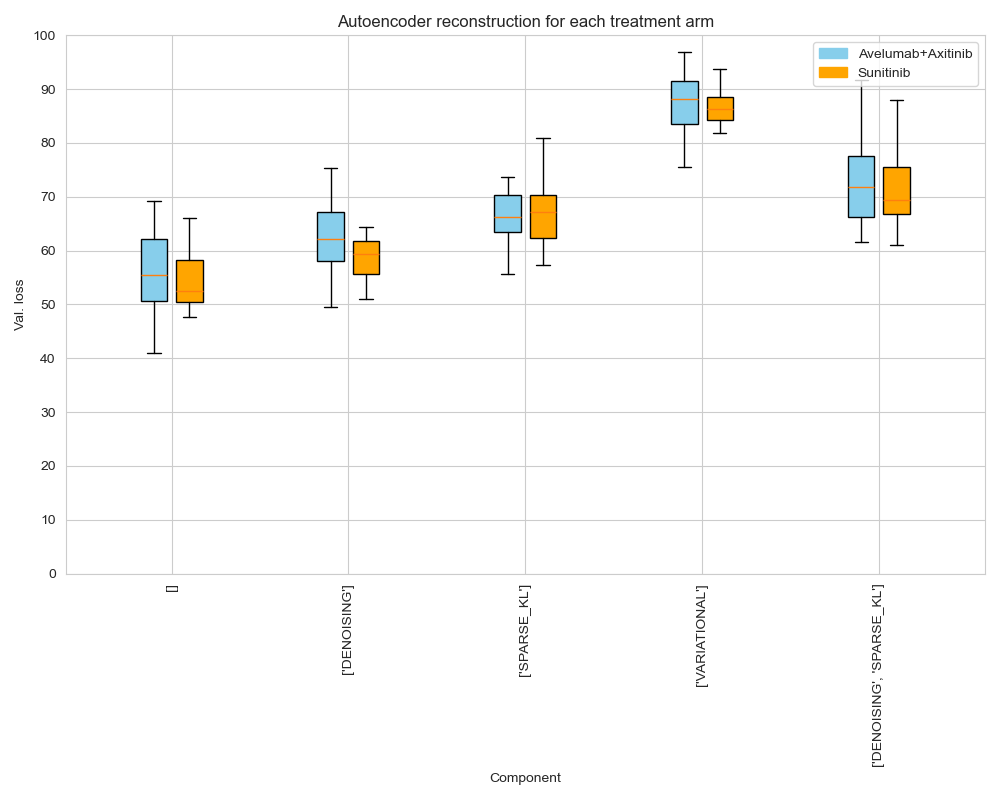 Autoencoder reconstruction for each treatment arm
Avelumab+Axitinib
Sunitinib
100
90
80
70
60
50
40
30
20
10
0
Val. loss
[]
['DENOISING']
['SPARSE_KL']
['VARIATIONAL']
['DENOISING', 'SPARSE_KL']
Component